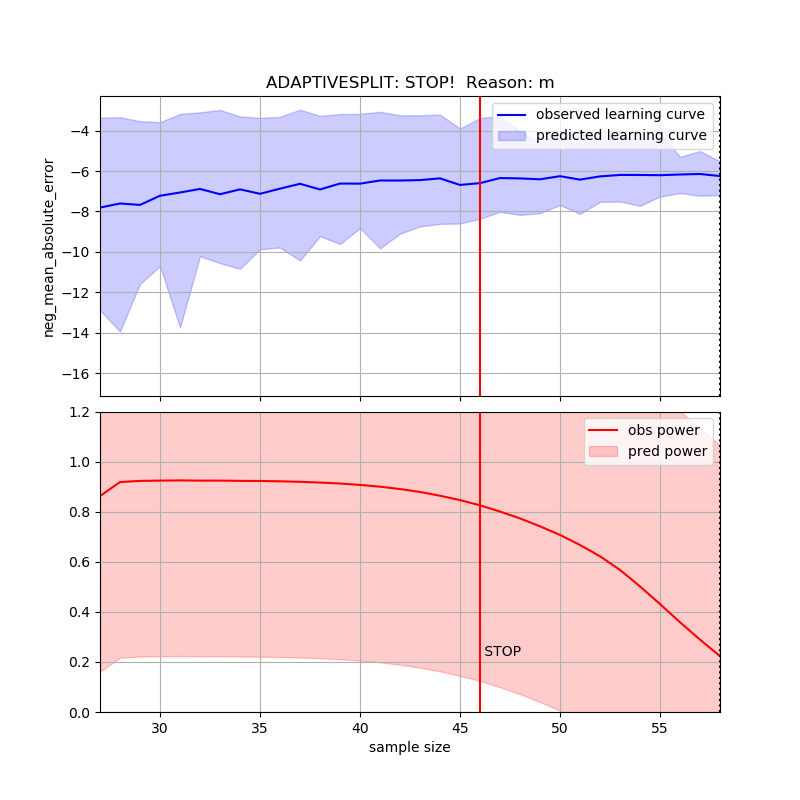 ADAPTIVESPLIT: STOP!  Reason: m
observed learning curve
predicted learning curve
neg_mean_absolute_error
−4
−6
−8
−10
−12
−14
−16
obs power
pred power
1.2
1.0
0.8
0.6
0.4
0.2
0.0
STOP
30 35 40 45 50 55
sample size